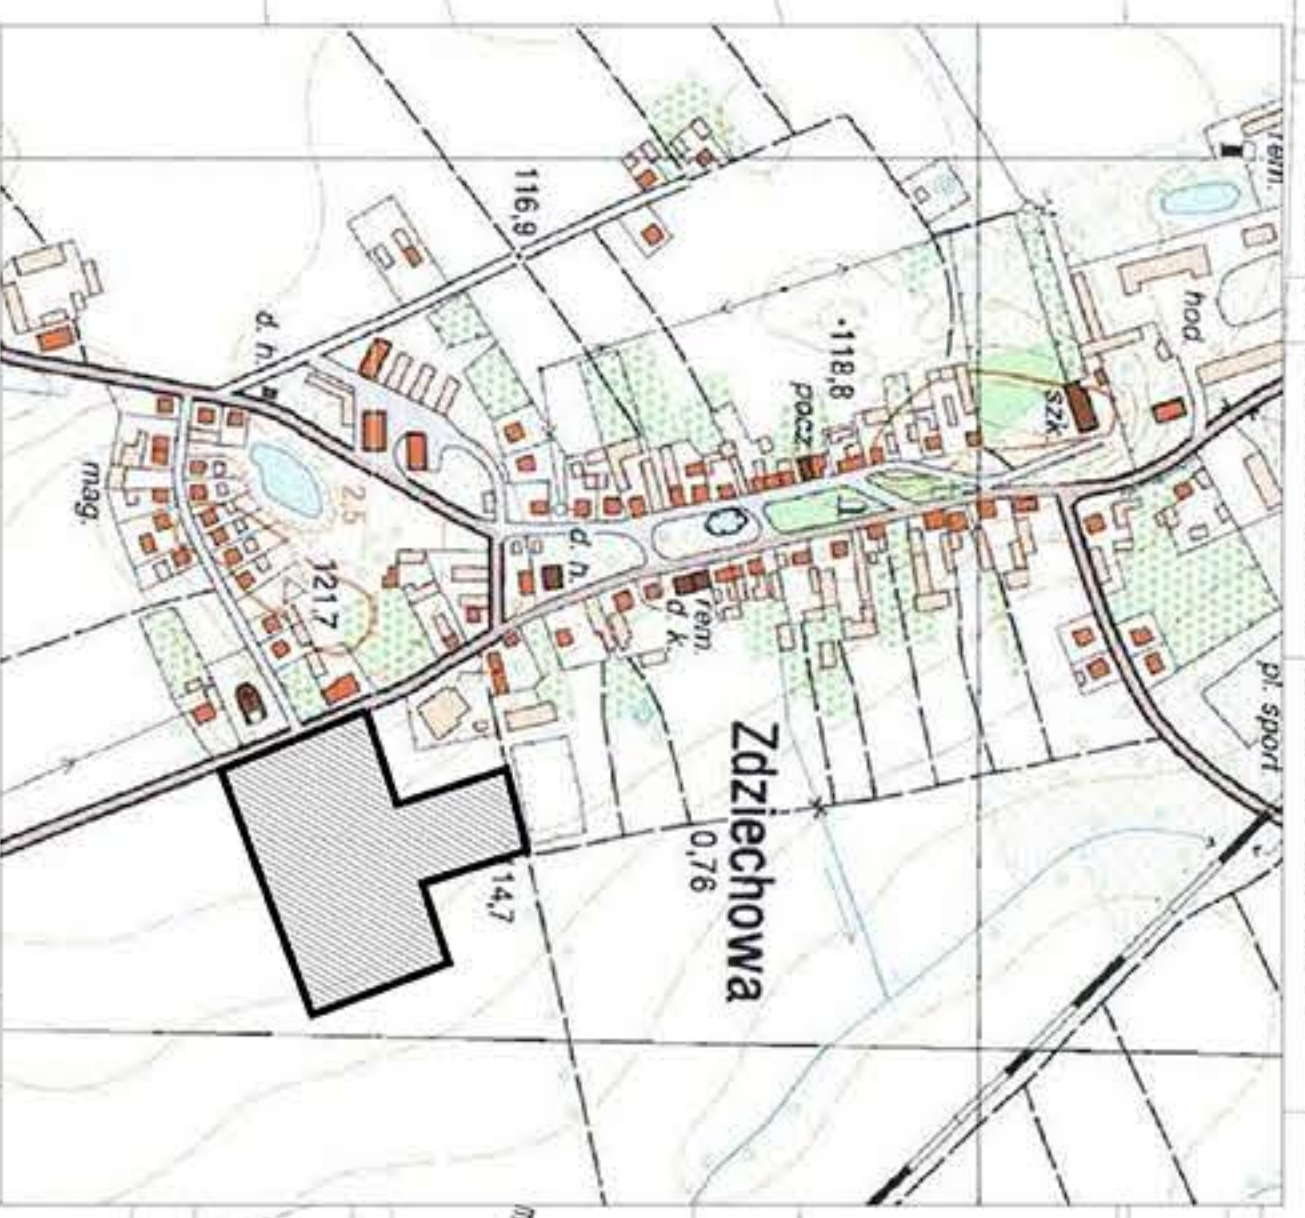 rem.
hod
116,9
118,8
d. h.
pocz
szk.
mag.
2,5
121,7
d. h.
rem
d. k.
pl. sport
Zdziechowa
0,76
14,7